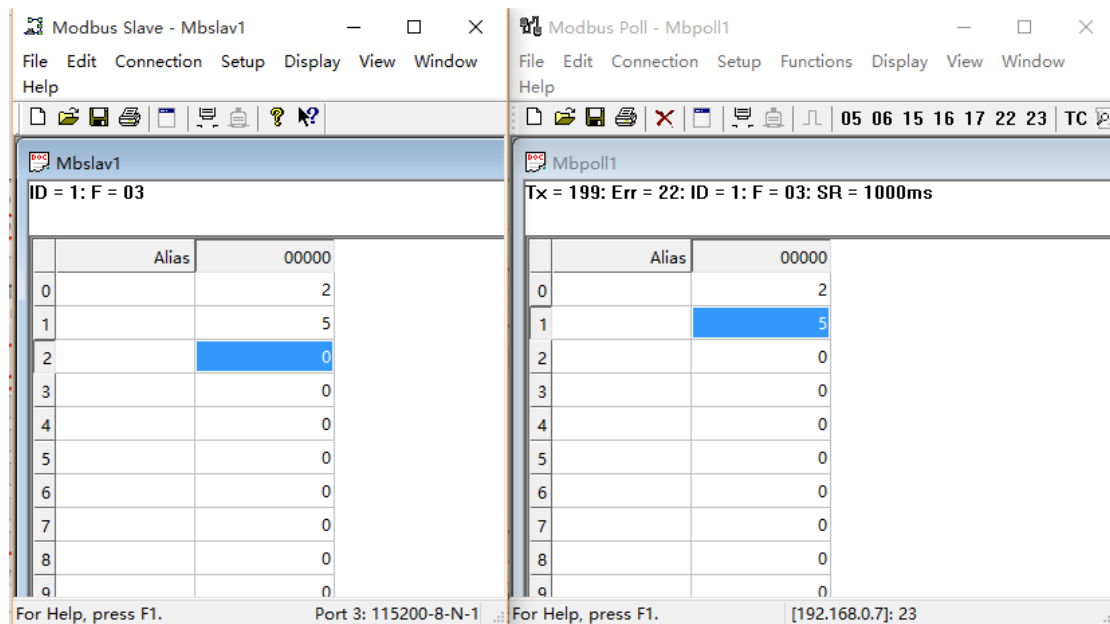 Modbus Slave - Mbslav1
File Edit Connection Setup Display View Window
Help
Mbslav1
ID = 1: F = 03
Alias 00000
0 2
1 5
2 0
3 0
4 0
5 0
6 0
7 0
8 0
9 0
For Help, press F1. Port 3: 115200-8-N-1
Modbus Poll - Mbpoll1
File Edit Connection Setup Functions Display View Window
Help
05 06 15 16 17 22 23 TC
Mbpoll1
Tx = 199: Err = 22: ID = 1: F = 03: SR = 1000ms
Alias 00000
0 2
1 5
2 0
3 0
4 0
5 0
6 0
7 0
8 0
9 0
For Help, press F1. [192.168.0.7]: 23